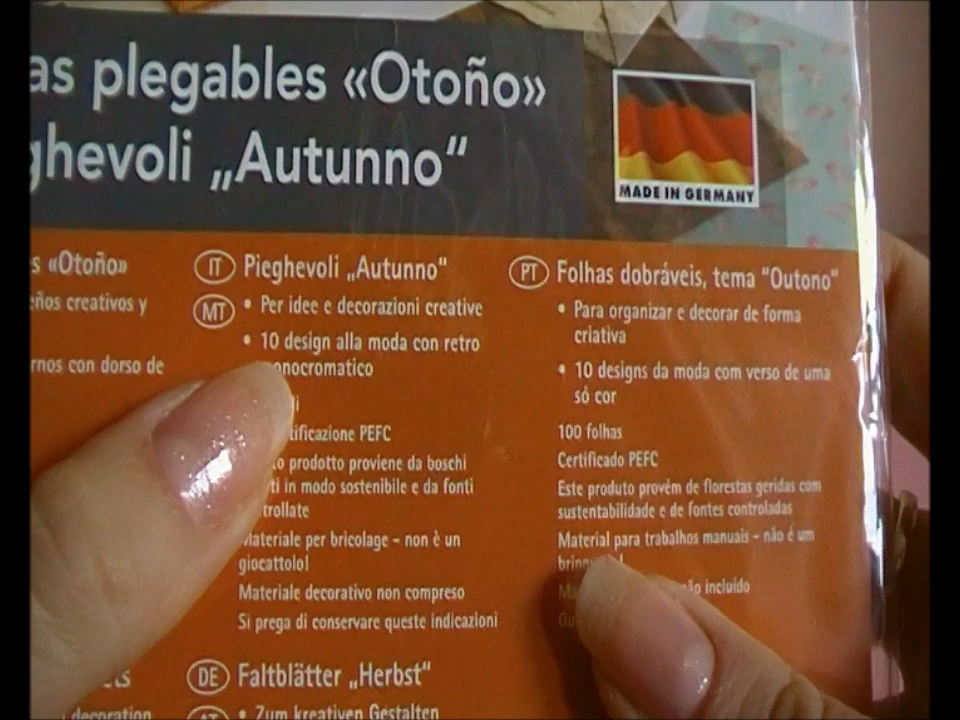 as plegables «Otoño»
ghevoli „Autunno“
MADE IN GERMANY
s «Otoño»
eños creativos y
rnos con dorso de
IT Pieghevoli „Autunno“
MT • Per idee e decorazioni creative
• 10 design alla moda con retro
onocromatico
tificazione PEFC
o prodotto proviene da boschi
ti in modo sostenibile e da fonti
trollate
Materiale per bricolage – non è un
giocattolo!
Materiale decorativo non compreso
Si prega di conservare queste indicazioni
PT Folhas dobráveis, tema "Outono"
• Para organizar e decorar de forma
criativa
• 10 designs da moda com verso de uma
só cor
100 folhas
Certificado PEFC
Este produto provém de florestas geridas com
sustentabilidade e de fontes controladas
Material para trabalhos manuais – não é um
ão incluído
ets
decoration
DE Faltblätter „Herbst“
AT • Zum kreativen Gestalten